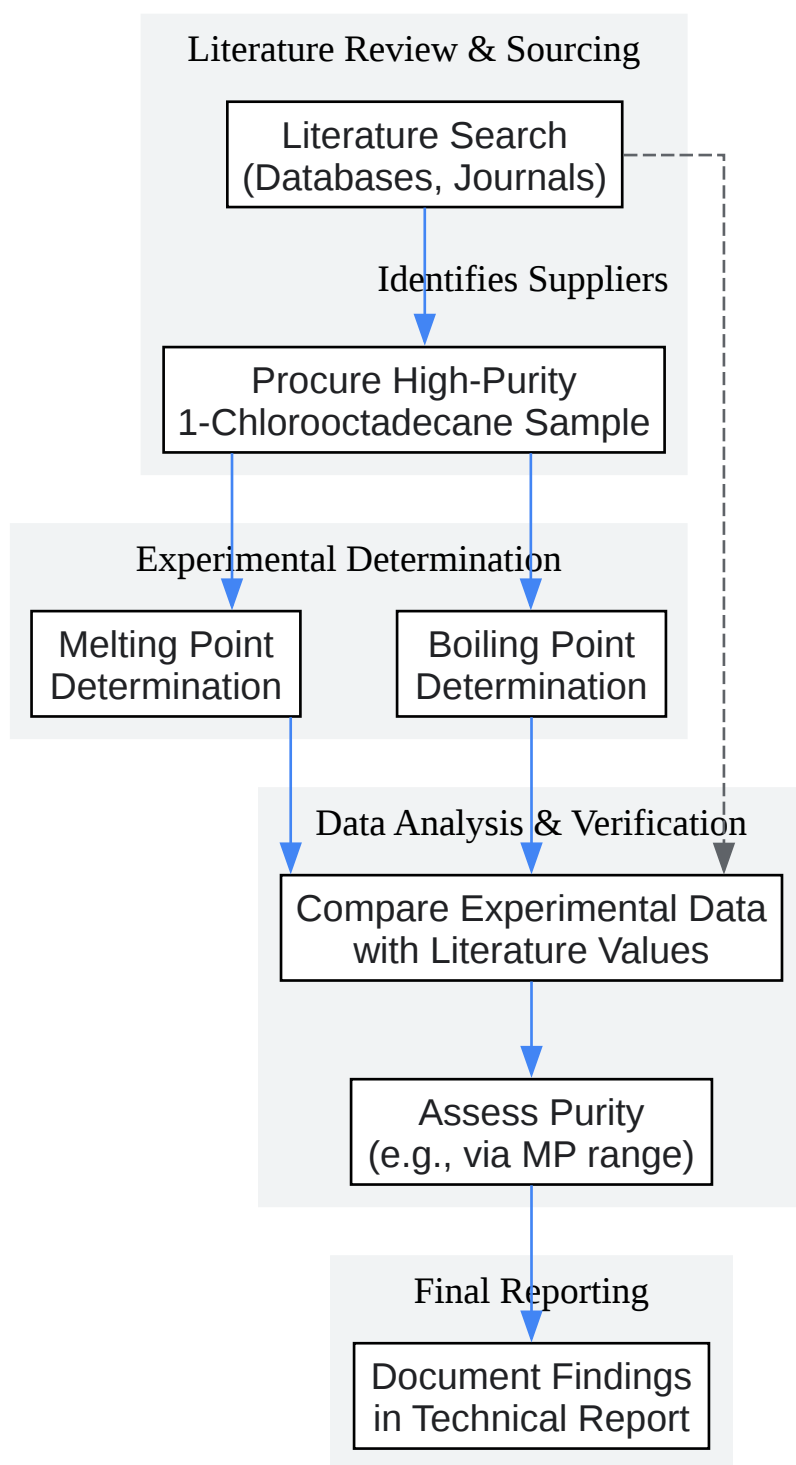 Literature Review & Sourcing
Literature Search
(Databases, Journals)
Identifies Suppliers
Procure High-Purity
1-Chlorooctadecane Sample
Experimental Determination
Melting Point
Determination
Boiling Point
Determination
Data Analysis & Verification
Compare Experimental Data
with Literature Values
Assess Purity
(e.g., via MP range)
Final Reporting
Document Findings
in Technical Report